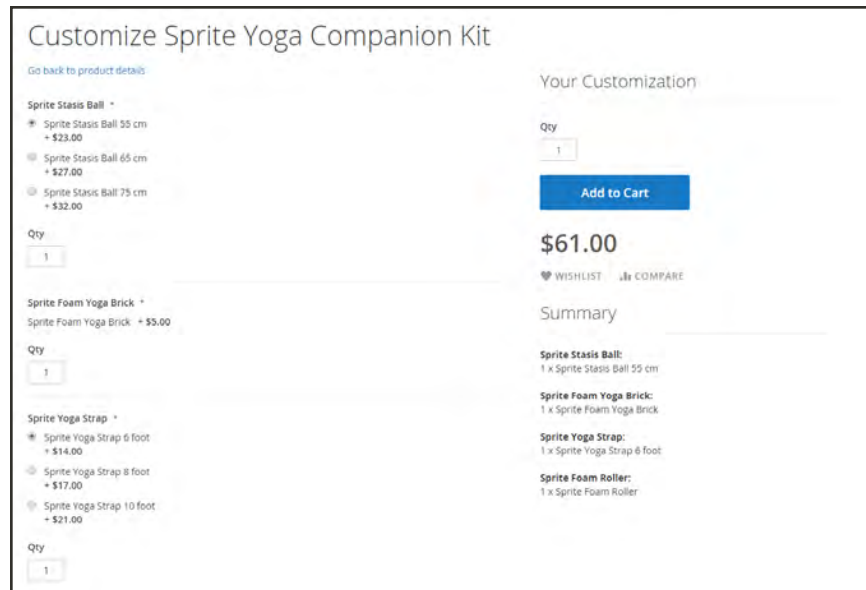 Customize Sprite Yoga Companion Kit
Go back to product details
Sprite Stasis Ball *
Sprite Stasis Ball 55 cm
+ $23.00
Sprite Stasis Ball 65 cm
+ $27.00
Sprite Stasis Ball 75 cm
+ $32.00
Qty
1
Sprite Foam Yoga Brick *
Sprite Foam Yoga Brick + $5.00
Qty
1
Sprite Yoga Strap *
Sprite Yoga Strap 6 foot
+ $14.00
Sprite Yoga Strap 8 foot
+ $17.00
Sprite Yoga Strap 10 foot
+ $21.00
Qty
1
Your Customization
Qty
1
Add to Cart
$61.00
WISHLIST COMPARE
Summary
Sprite Stasis Ball:
1 x Sprite Stasis Ball 55 cm
Sprite Foam Yoga Brick:
1 x Sprite Foam Yoga Brick
Sprite Yoga Strap:
1 x Sprite Yoga Strap 6 foot
Sprite Foam Roller:
1 x Sprite Foam Roller